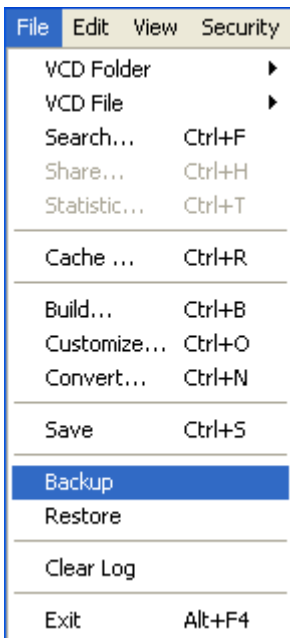 File Edit View Security
VCD Folder
VCD File
Search... Ctrl+F
Share... Ctrl+H
Statistic... Ctrl+T
Cache ... Ctrl+R
Build... Ctrl+B
Customize... Ctrl+O
Convert... Ctrl+N
Save Ctrl+S
Backup
Restore
Clear Log
Exit Alt+F4